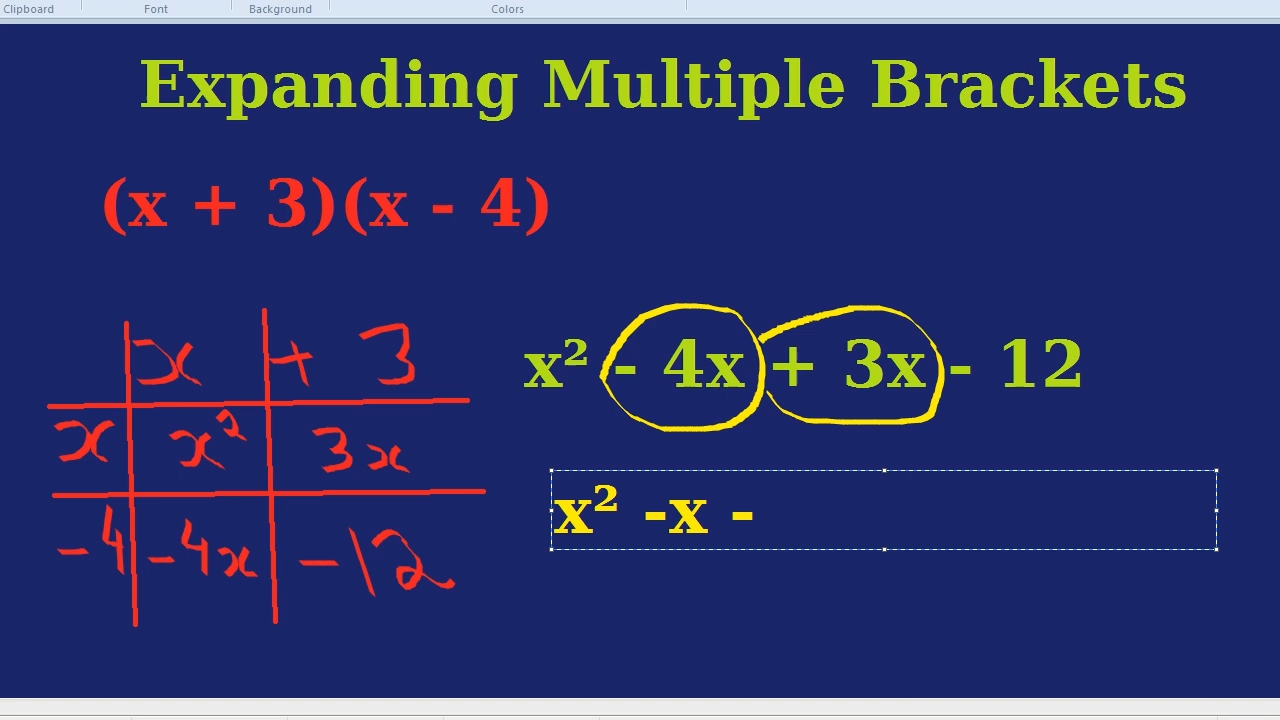 Clipboard Font Background Colors
Expanding Multiple Brackets
(x + 3)(x - 4)
x + 3
x x² 3x
-4 -4x -12
x² - 4x + 3x - 12
x² -x -